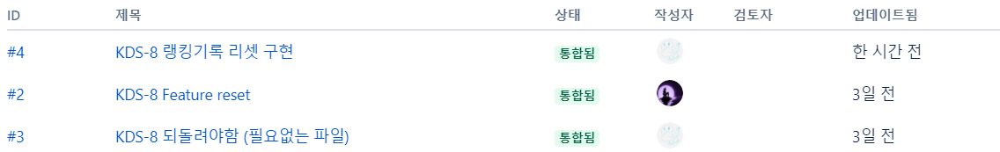 ID 제목 상태 작성자 검토자 업데이트됨
#4 KDS-8 랭킹기록 리셋 구현 통합됨 한 시간 전
#2 KDS-8 Feature reset 통합됨 3일 전
#3 KDS-8 되돌려야함 (필요없는 파일) 통합됨 3일 전